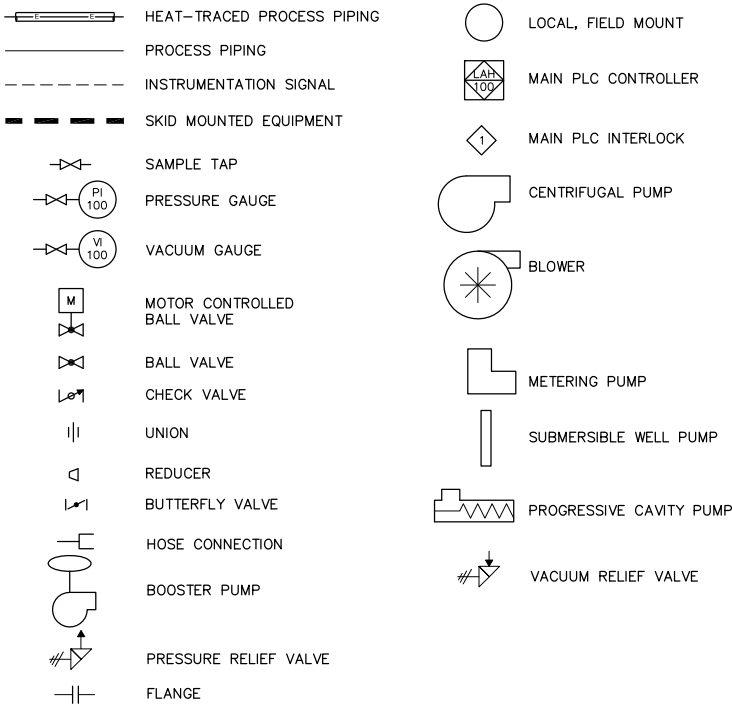 E E HEAT-TRACED PROCESS PIPING
PROCESS PIPING
INSTRUMENTATION SIGNAL
SKID MOUNTED EQUIPMENT
SAMPLE TAP
PI
100
PRESSURE GAUGE
VI
100
VACUUM GAUGE
M
MOTOR CONTROLLED
BALL VALVE
BALL VALVE
CHECK VALVE
UNION
REDUCER
BUTTERFLY VALVE
HOSE CONNECTION
BOOSTER PUMP
PRESSURE RELIEF VALVE
FLANGE
LOCAL, FIELD MOUNT
LAH
100
MAIN PLC CONTROLLER
1 MAIN PLC INTERLOCK
CENTRIFUGAL PUMP
BLOWER
METERING PUMP
SUBMERSIBLE WELL PUMP
PROGRESSIVE CAVITY PUMP
VACUUM RELIEF VALVE